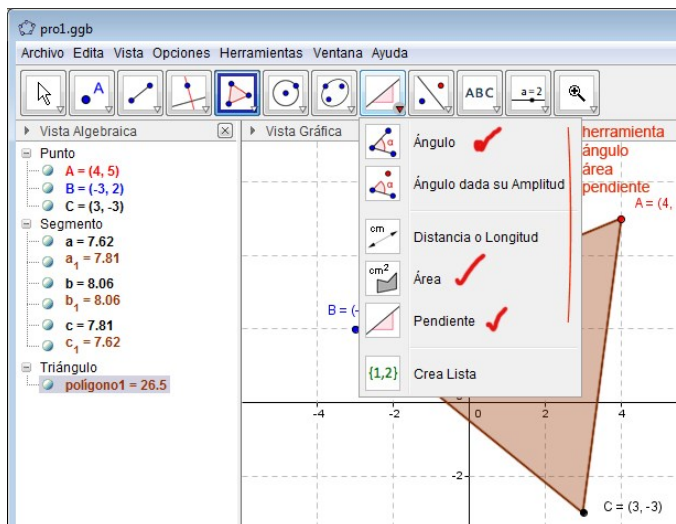 pro1.ggb
Archivo Edita Vista Opciones Herramientas Ventana Ayuda
A
ABC
a=2
Vista Algebraica
Vista Gráfica
Punto
A = (4, 5)
B = (-3, 2)
C = (3, -3)
Segmento
a = 7.62
a1 = 7.81
b = 8.06
b1 = 8.06
c = 7.81
c1 = 7.62
Triángulo
polígono1 = 26.5
α Ángulo
α Ángulo dada su Amplitud
cm Distancia o Longitud
cm² Área
Pendiente
{1,2} Crea Lista
herramienta
ángulo
área
pendiente
A = (4,
B = (-
-4 -2 0 2 4
-2
C = (3, -3)